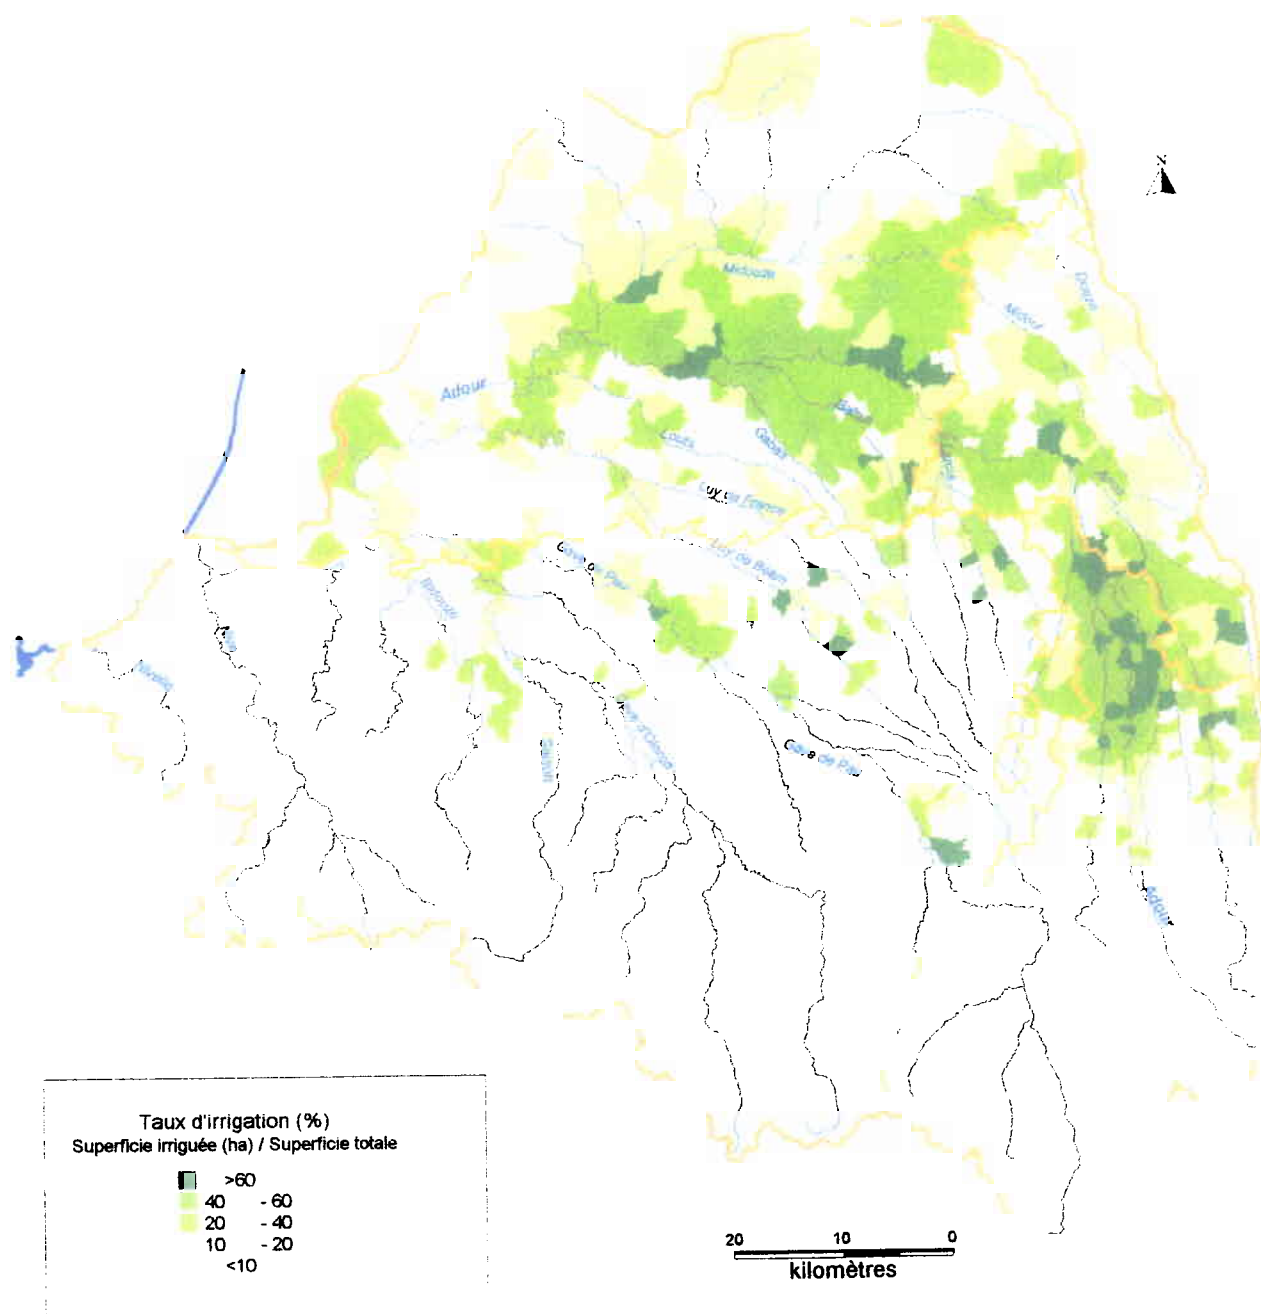 N
Midouze
Douze
Midour
Adour
Bahus
Louts
Gabas
Luy de France
Luy de Béarn
Gave de Pau
Bidouze
Nive
Nivelle
Gave d'Oloron
Saison
Gave de Pau
Adour
Taux d'irrigation (%)
Superficie irriguée (ha) / Superficie totale
>60
40 - 60
20 - 40
10 - 20
<10
20 10 0
kilomètres